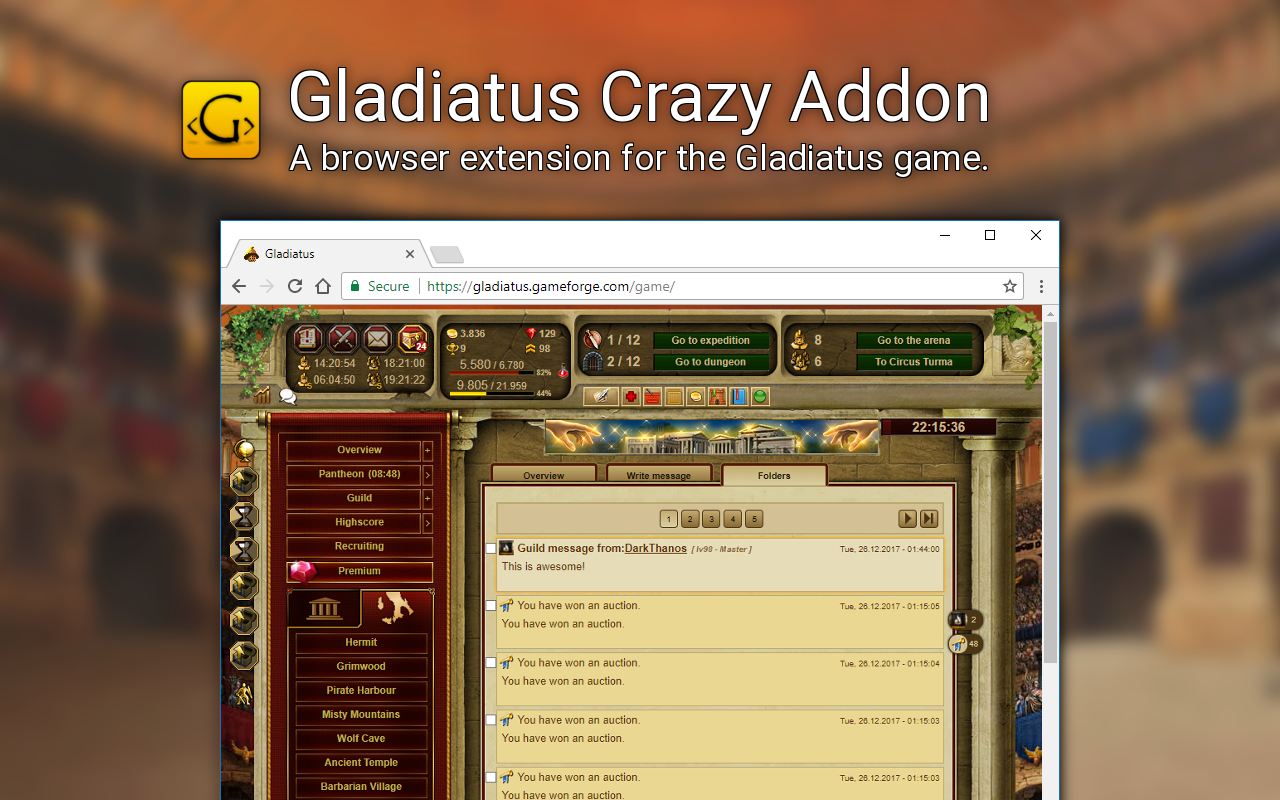 G
Gladiatus Crazy Addon
A browser extension for the Gladiatus game.
Gladiatus
Secure
https://gladiatus.gameforge.com/game/
24
14:20:54
18:21:00
06:04:50
19:21:22
5
5
3.836
129
9
98
5.580 / 6.780
82%
9.805 / 21.959
44%
1 / 12
Go to expedition
2 / 12
Go to dungeon
8
Go to the arena
6
To Circus Turma
22:15:36
Overview
+
Pantheon (08:48)
>
Guild
+
Highscore
>
Recruiting
Premium
Hermit
Grimwood
Pirate Harbour
Misty Mountains
Wolf Cave
Ancient Temple
Barbarian Village
Overview
Write message
Folders
1 2 3 4 5
Guild message from:DarkThanos [ lv98 - Master ]
Tue, 26.12.2017 - 01:44:00
This is awesome!
You have won an auction.
Tue, 26.12.2017 - 01:15:05
You have won an auction.
You have won an auction.
Tue, 26.12.2017 - 01:15:04
You have won an auction.
You have won an auction.
Tue, 26.12.2017 - 01:15:03
You have won an auction.
You have won an auction.
Tue, 26.12.2017 - 01:15:03
You have won an auction.
2
48